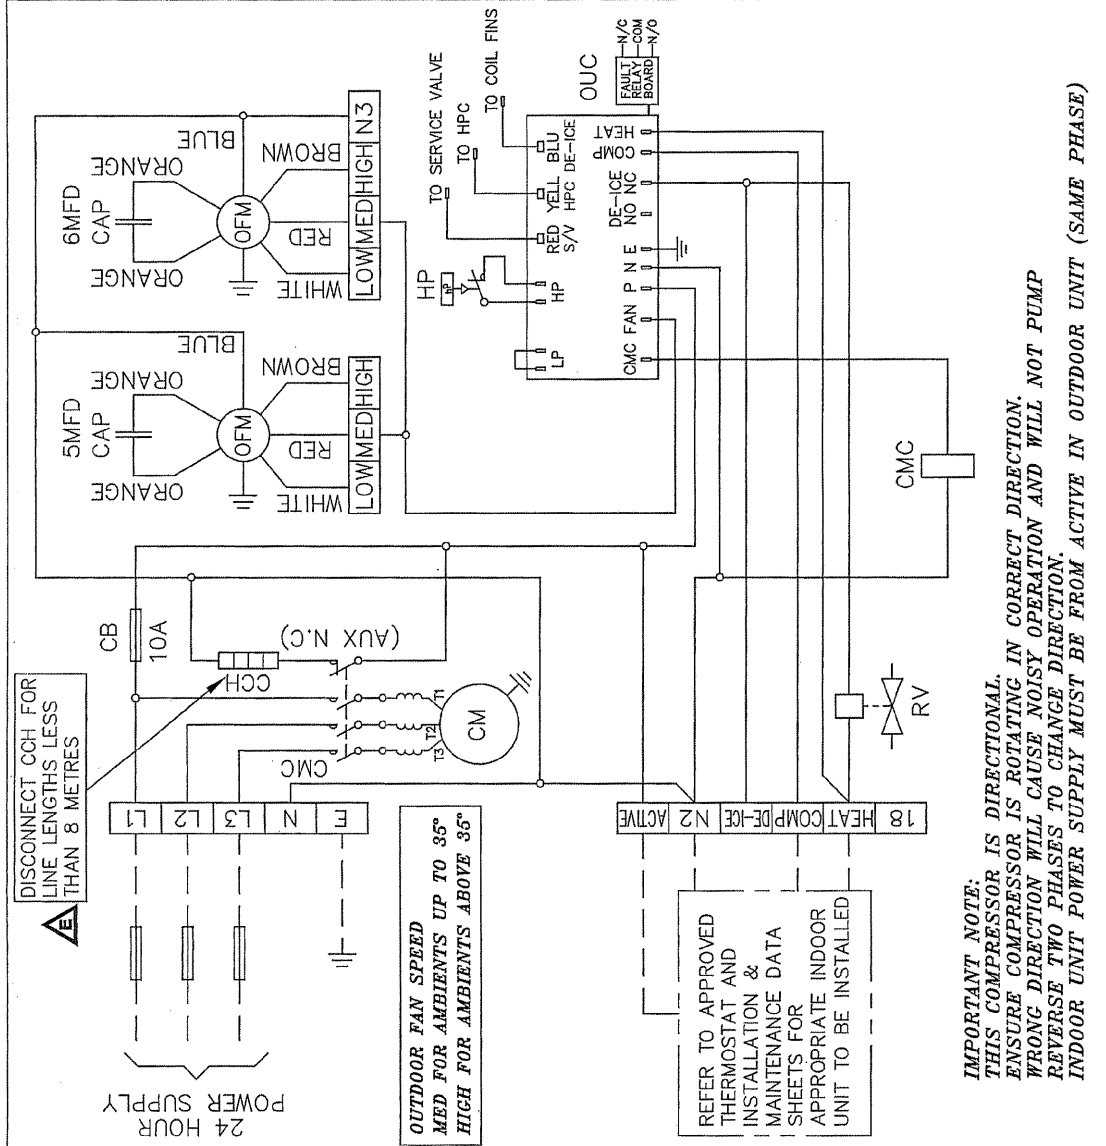 24 HOUR
POWER SUPPLY
DISCONNECT CCH FOR
LINE LENGTHS LESS
THAN 8 METRES
E
L1
L2
L3
N
E
CB
10A
CCH
(AUX N.C)
CMC
T1
T2
T3
CM
5MFD
CAP
ORANGE
ORANGE
BLUE
OFM
WHITE
RED
BROWN
LOW
MED
HIGH
6MFD
CAP
ORANGE
ORANGE
BLUE
OFM
WHITE
RED
BROWN
LOW
MED
HIGH
N3
OUTDOOR FAN SPEED
MED FOR AMBIENTS UP TO 35°
HIGH FOR AMBIENTS ABOVE 35°
TO SERVICE VALVE
TO HPC
TO COIL FINS
HP
HP
OUC
FAULT
RELAY
BOARD
N/C
COM
N/O
LP
HP
RED
S/V
YELL
HPC
BLU
DE-ICE
CMC
FAN
P
N
E
DE-ICE
NO
NC
COMP
HEAT
CMC
RV
ACTIVE
N2
DE-ICE
COMP
HEAT
18
REFER TO APPROVED
THERMOSTAT AND
INSTALLATION &
MAINTENANCE DATA
SHEETS FOR
APPROPRIATE INDOOR
UNIT TO BE INSTALLED
IMPORTANT NOTE:
THIS COMPRESSOR IS DIRECTIONAL.
ENSURE COMPRESSOR IS ROTATING IN CORRECT DIRECTION.
WRONG DIRECTION WILL CAUSE NOISY OPERATION AND WILL NOT PUMP
REVERSE TWO PHASES TO CHANGE DIRECTION.
INDOOR UNIT POWER SUPPLY MUST BE FROM ACTIVE IN OUTDOOR UNIT (SAME PHASE)